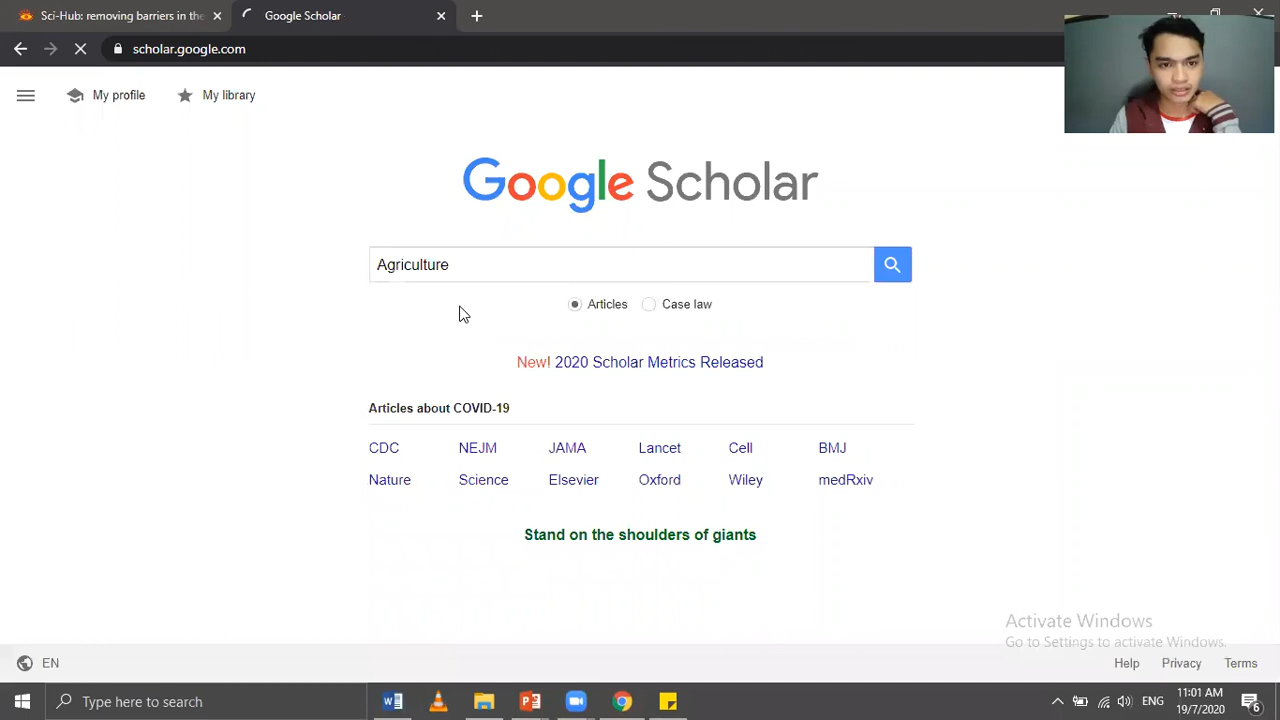 Sci-Hub: removing barriers in the
Google Scholar
scholar.google.com
My profile
My library
Google Scholar
Agriculture
Articles
Case law
New! 2020 Scholar Metrics Released
Articles about COVID-19
CDC
NEJM
JAMA
Lancet
Cell
BMJ
Nature
Science
Elsevier
Oxford
Wiley
medRxiv
Stand on the shoulders of giants
Activate Windows
Go to Settings to activate Windows.
EN
Help
Privacy
Terms
Type here to search
ENG
11:01 AM
19/7/2020
6